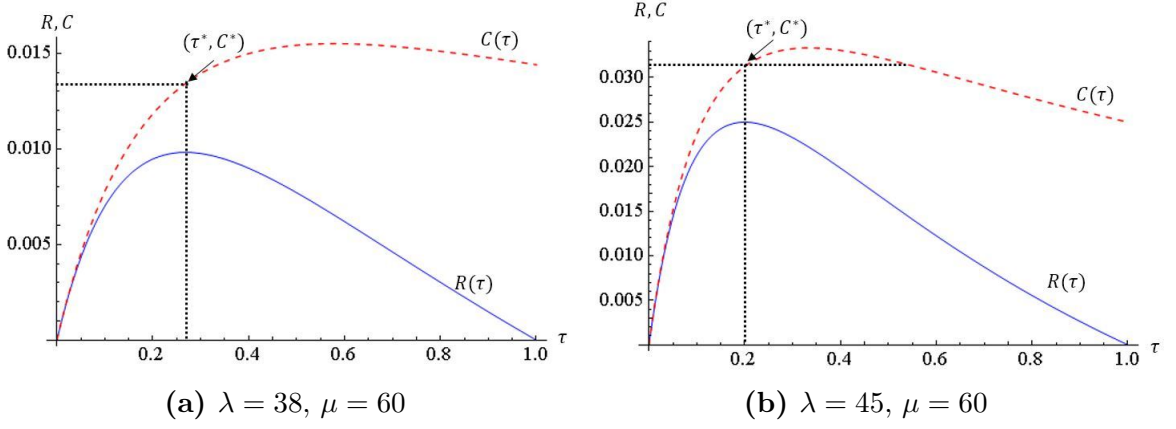 R, C
(τ*, C*)
C(τ)
0.015
0.010
0.005
R(τ)
0.2 0.4 0.6 0.8 1.0 τ
(a) λ = 38, μ = 60
R, C
(τ*, C*)
0.030
C(τ)
0.025
0.020
0.015
0.010
R(τ)
0.005
0.2 0.4 0.6 0.8 1.0 τ
(b) λ = 45, μ = 60